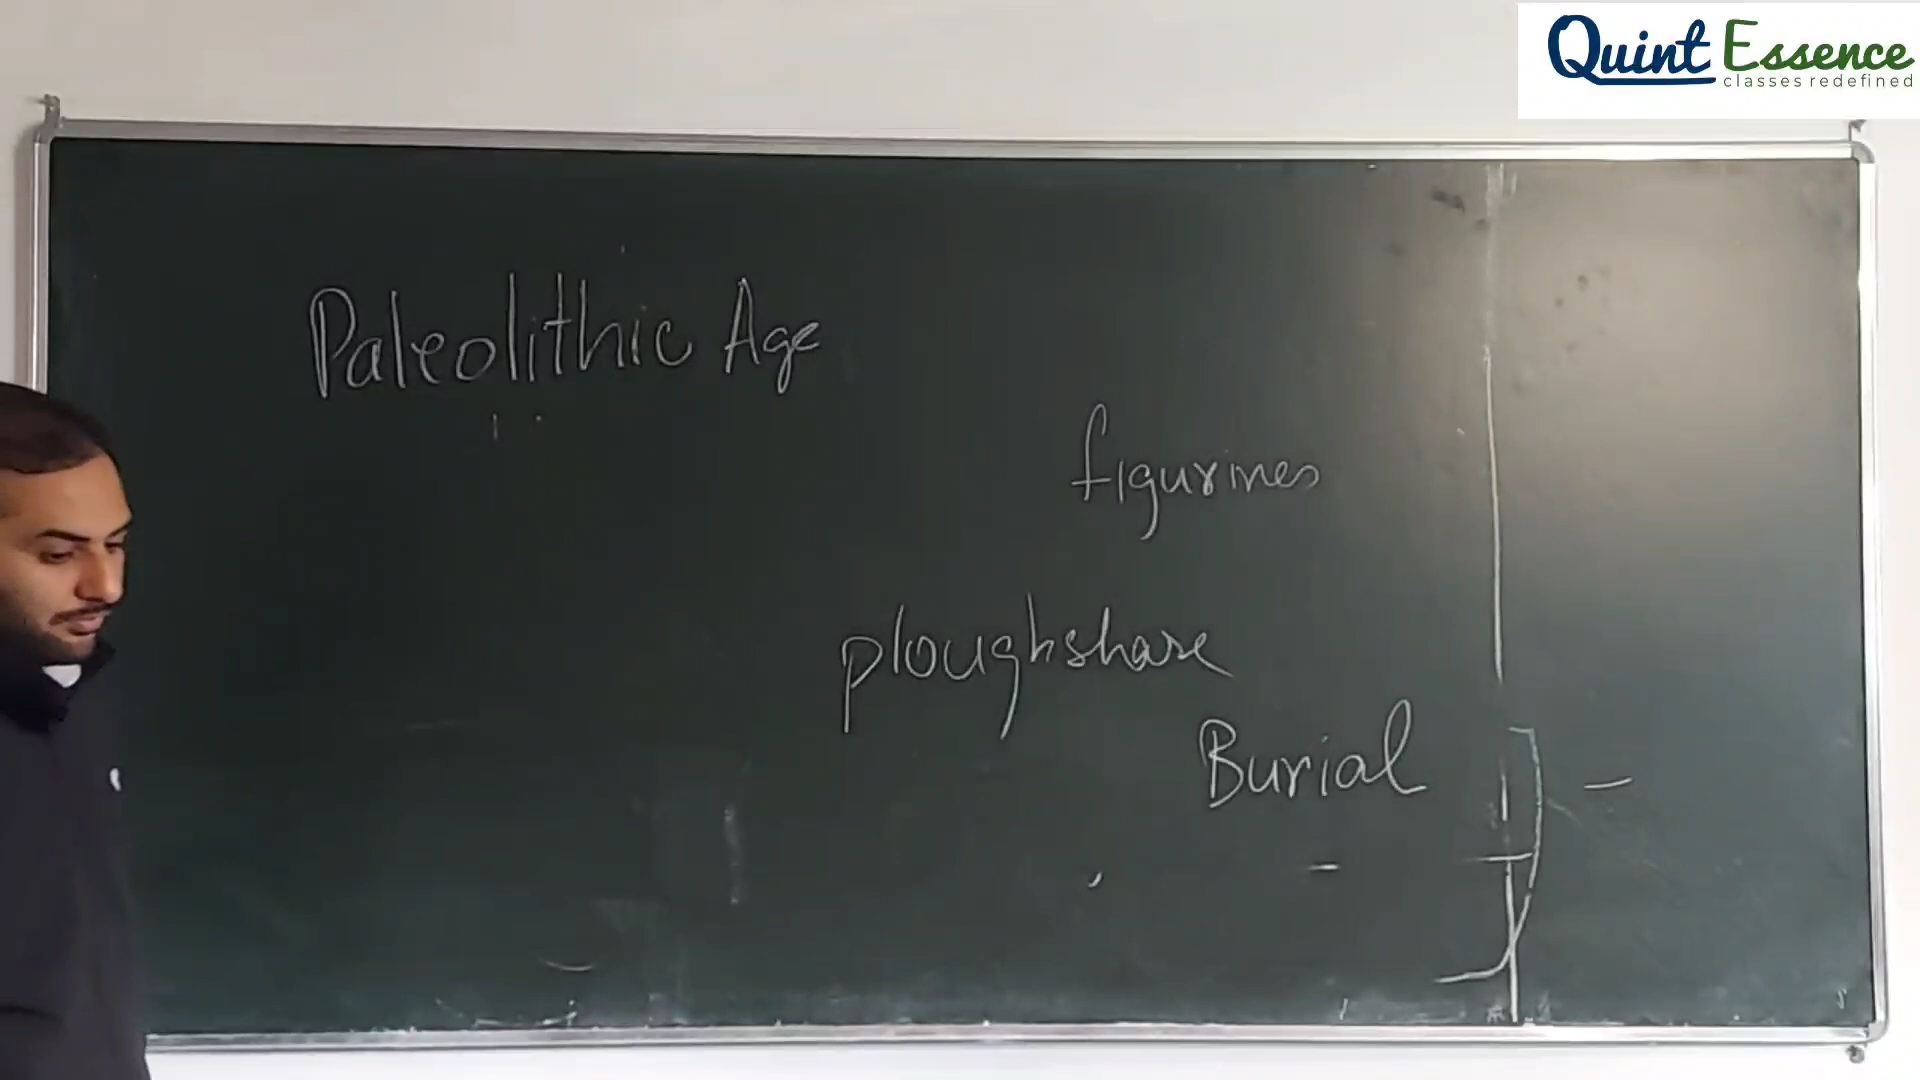 Quint Essence
classes redefined
Paleolithic Age
figurines
ploughshare
Burial